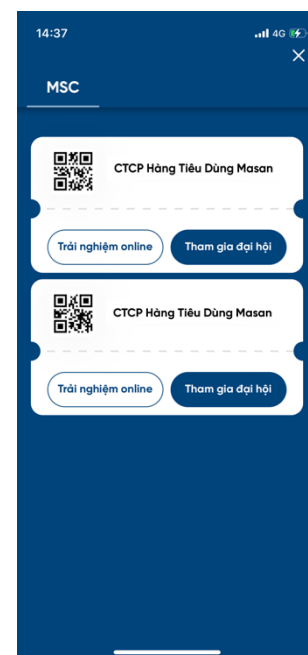 14:37
4G
MSC
CTCP Hàng Tiêu Dùng Masan
Trải nghiệm online
Tham gia đại hội
CTCP Hàng Tiêu Dùng Masan
Trải nghiệm online
Tham gia đại hội